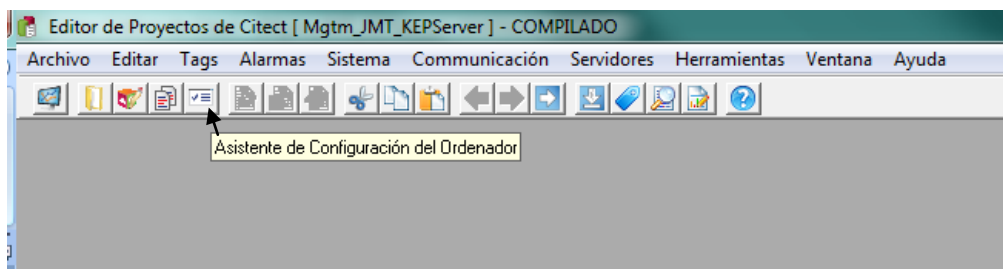 Editor de Proyectos de Citect [ Mgtm_JMT_KEPServer ] - COMPILADO
Archivo Editar Tags Alarmas Sistema Communicación Servidores Herramientas Ventana Ayuda
Asistente de Configuración del Ordenador